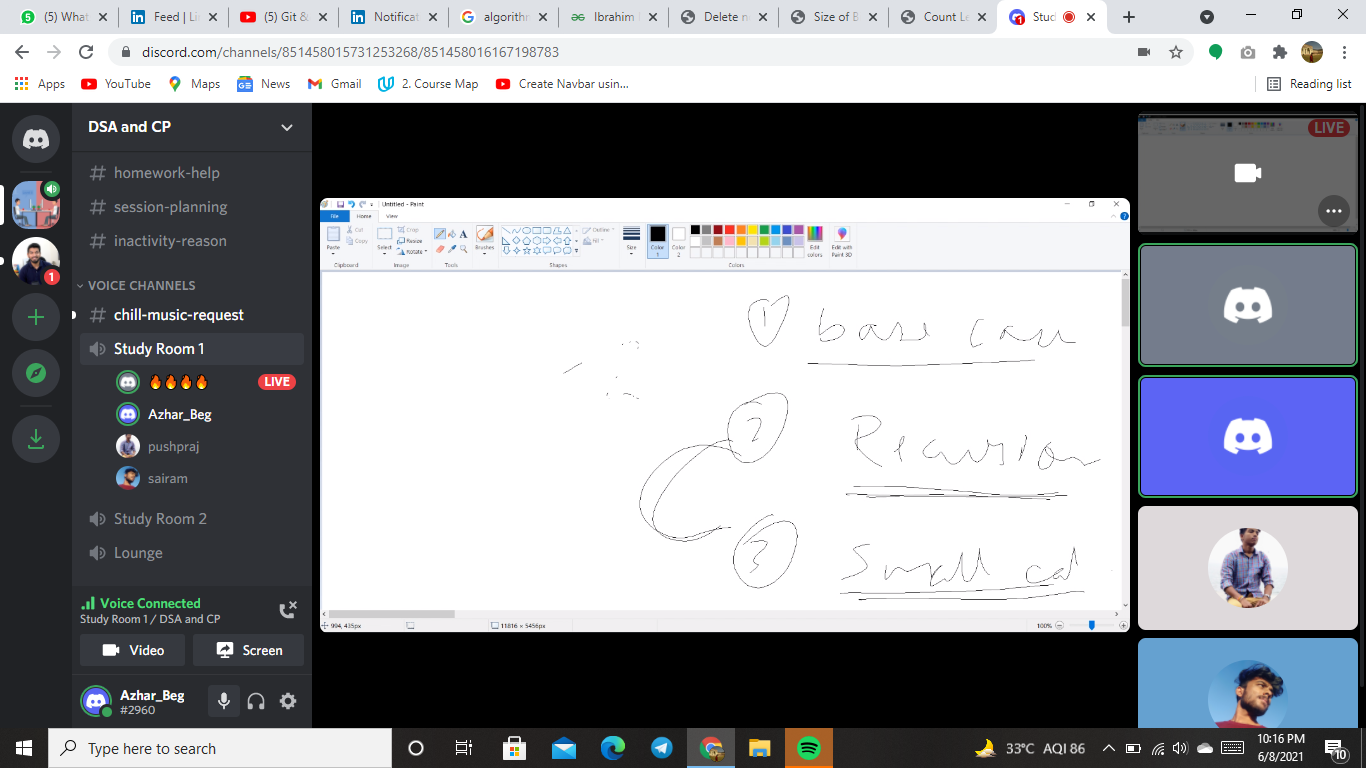 (5) What
Feed | Li
(5) Git &
Notificat
algorithm
Ibrahim
Delete n
Size of B
Count Le
Stud
discord.com/channels/851458015731253268/851458016167198783
Apps YouTube Maps News Gmail 2. Course Map Create Navbar usin... Reading list
DSA and CP
# homework-help
# session-planning
# inactivity-reason
VOICE CHANNELS
# chill-music-request
Study Room 1
🔥🔥🔥🔥 LIVE
Azhar_Beg
pushpraj
sairam
Study Room 2
Lounge
Voice Connected
Study Room 1 / DSA and CP
Video Screen
Azhar_Beg
#2960
1
Untitled - Paint
File Home View
Paste Cut Copy
Clipboard
Select Crop Resize Rotate
Image
Tools
Brushes
Shapes
Outline
Fill
Size
Color 1
Color 2
Colors
Edit colors
Edit with Paint 3D
1 base case
2 Recursion
3 Small cal
994, 435px
11816 × 5456px
100%
LIVE
Type here to search
33°C AQI 86
10:16 PM
6/8/2021
10